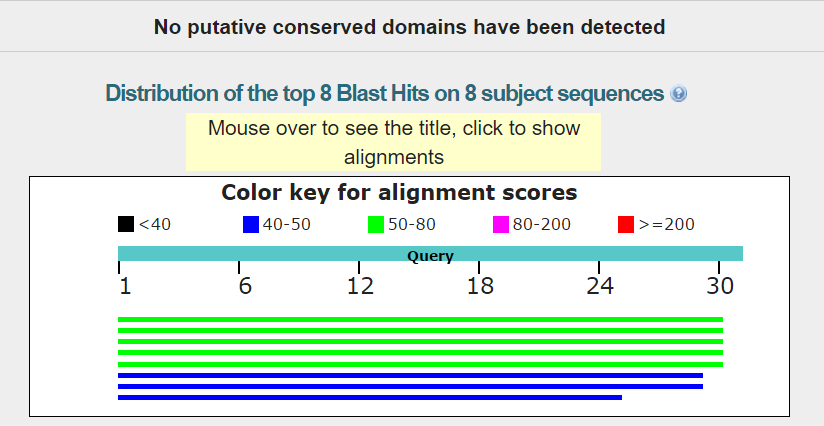 No putative conserved domains have been detected
Distribution of the top 8 Blast Hits on 8 subject sequences
Mouse over to see the title, click to show
alignments
Color key for alignment scores
<40 40-50 50-80 80-200 >=200
Query
1 6 12 18 24 30